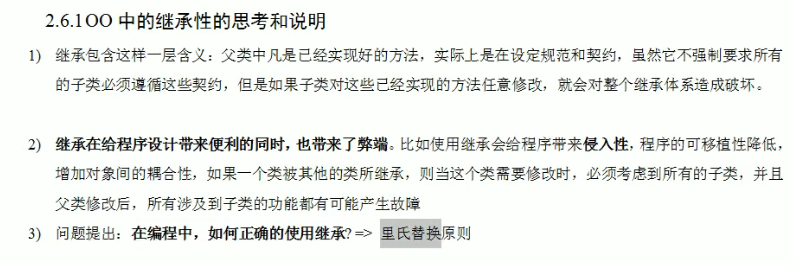 2.6.1OO 中的继承性的思考和说明
1) 继承包含这样一层含义：父类中凡是已经实现好的方法，实际上是在设定规范和契约，虽然它不强制要求所有
的子类必须遵循这些契约，但是如果子类对这些已经实现的方法任意修改，就会对整个继承体系造成破坏。
2) 继承在给程序设计带来便利的同时，也带来了弊端。比如使用继承会给程序带来侵入性，程序的可移植性降低，
增加对象间的耦合性，如果一个类被其他的类所继承，则当这个类需要修改时，必须考虑到所有的子类，并且
父类修改后，所有涉及到子类的功能都有可能产生故障
3) 问题提出：在编程中，如何正确的使用继承? => 里氏替换原则